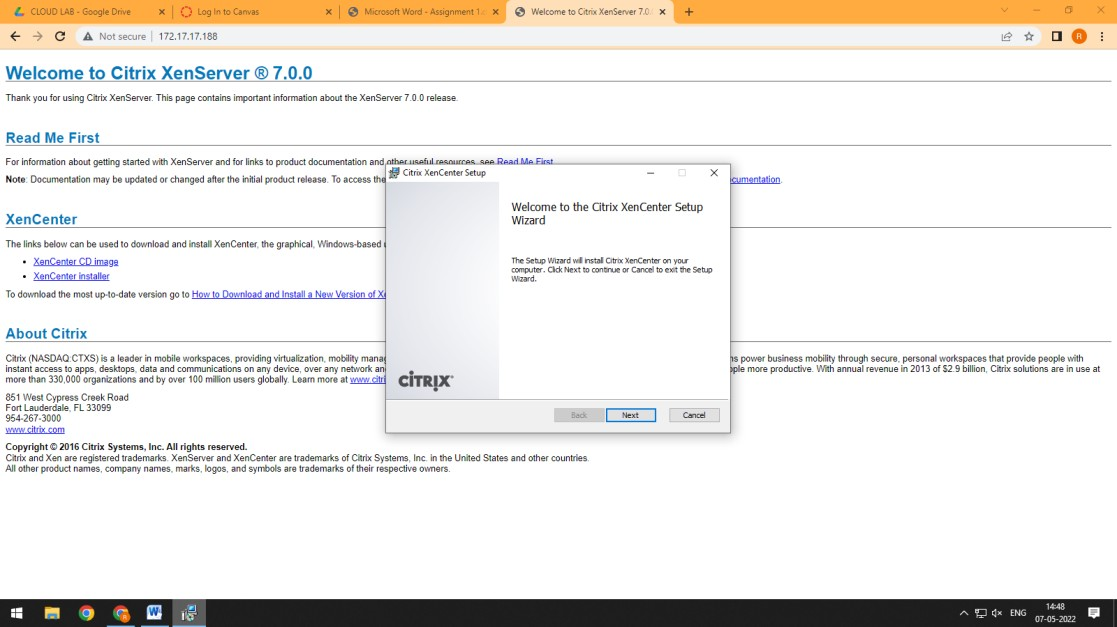 CLOUD LAB - Google Drive
Log In to Canvas
Microsoft Word - Assignment 1.
Welcome to Citrix XenServer 7.0.
Not secure
172.17.17.188
R
Welcome to Citrix XenServer ® 7.0.0
Thank you for using Citrix XenServer. This page contains important information about the XenServer 7.0.0 release.
Read Me First
For information about getting started with XenServer and for links to product documentation and other useful resources, see Read Me First.
Note: Documentation may be updated or changed after the initial product release. To access the
cumentation.
XenCenter
The links below can be used to download and install XenCenter, the graphical, Windows-based
XenCenter CD image
XenCenter installer
To download the most up-to-date version go to How to Download and Install a New Version of Xe
About Citrix
Citrix (NASDAQ:CTXS) is a leader in mobile workspaces, providing virtualization, mobility mana
s power business mobility through secure, personal workspaces that provide people with
instant access to apps, desktops, data and communications on any device, over any network an
ple more productive. With annual revenue in 2013 of $2.9 billion, Citrix solutions are in use at
more than 330,000 organizations and by over 100 million users globally. Learn more at www.citri
851 West Cypress Creek Road
Fort Lauderdale, FL 33099
954-267-3000
www.citrix.com
Copyright © 2016 Citrix Systems, Inc. All rights reserved.
Citrix and Xen are registered trademarks. XenServer and XenCenter are trademarks of Citrix Systems, Inc. in the United States and other countries.
All other product names, company names, marks, logos, and symbols are trademarks of their respective owners.
Citrix XenCenter Setup
Welcome to the Citrix XenCenter Setup
Wizard
The Setup Wizard will install Citrix XenCenter on your
computer. Click Next to continue or Cancel to exit the Setup
Wizard.
CİTRİX
Back
Next
Cancel
ENG
14:48
07-05-2022